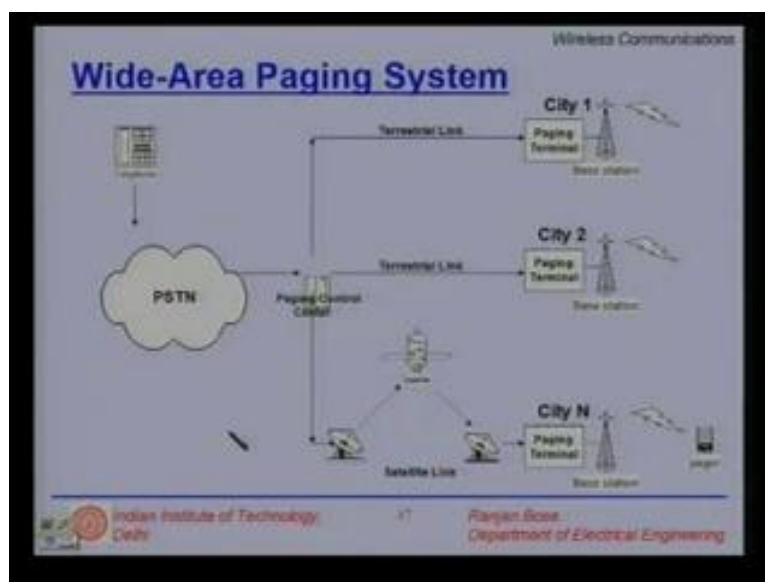 Wireless Communications
Wide-Area Paging System
City 1
Terrestrial Link
Paging
Terminal
Base station
City 2
Terrestrial Link
Paging
Terminal
Base station
PSTN
Paging Control
Center
City N
Paging
Terminal
Base station
pager
Satellite Link
Indian Institute of Technology,
Delhi
Ranjan Bose
Department of Electrical Engineering